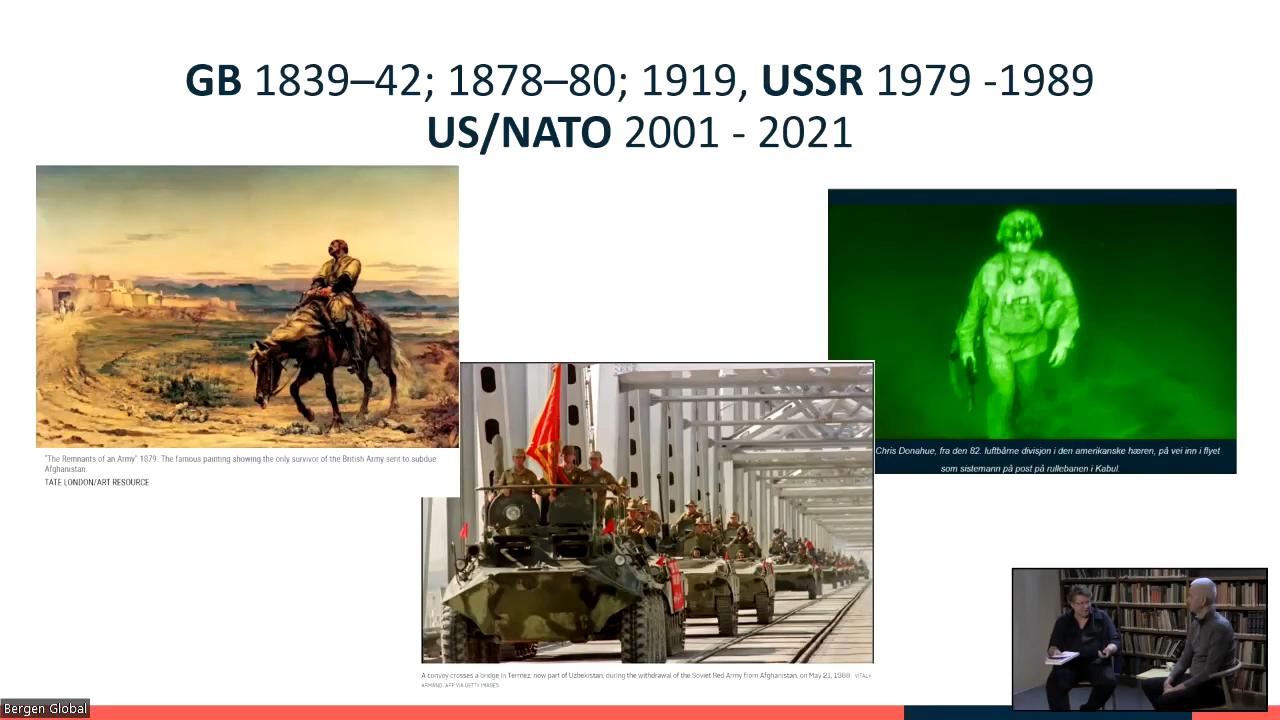 GB 1839–42; 1878–80; 1919, USSR 1979 -1989
US/NATO 2001 - 2021
"The Remnants of an Army" 1879. The famous painting showing the only survivor of the British Army sent to subdue
Afghanistan.
TATE LONDON/ART RESOURCE
Chris Donahue, fra den 82. luftbårne divisjon i den amerikanske hæren, på vei inn i flyet
som sistemann på post på rullebanen i Kabul.
A convoy crosses a bridge in Termez, now part of Uzbekistan, during the withdrawal of the Soviet Red Army from Afghanistan, on May 21, 1988 VITALY
ARMAND/AFP VIA GETTY IMAGES
Bergen Global